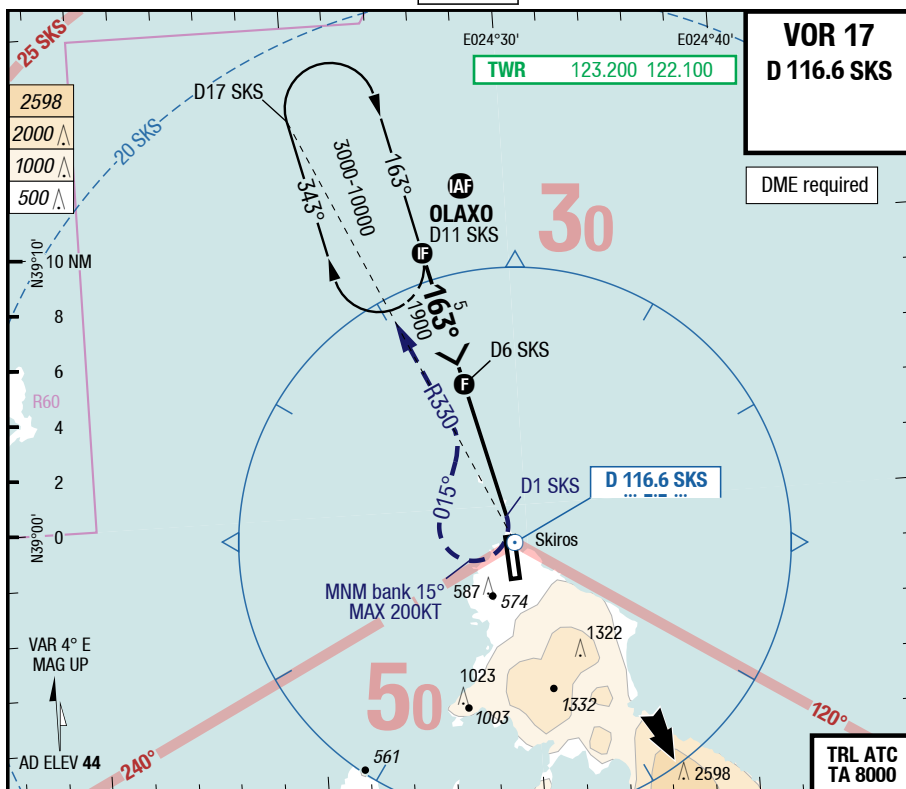 25 SKS
E024°30'
E024°40'
VOR 17
D 116.6 SKS
TWR 123.200 122.100
D17 SKS
2598
2000
1000
500
20 SKS
3000-10000
163°
343°
IAF
OLAXO
D11 SKS
IF
30
DME required
N39°10'
10 NM
8
6
4
2
0
N39°00'
163°
5
1900
D6 SKS
F
R60
R330
015°
D1 SKS
D 116.6 SKS
Skiros
MNM bank 15°
MAX 200KT
587
574
1322
1023
1003
1332
50
VAR 4° E
MAG UP
AD ELEV 44
240°
561
120°
2598
TRL ATC
TA 8000